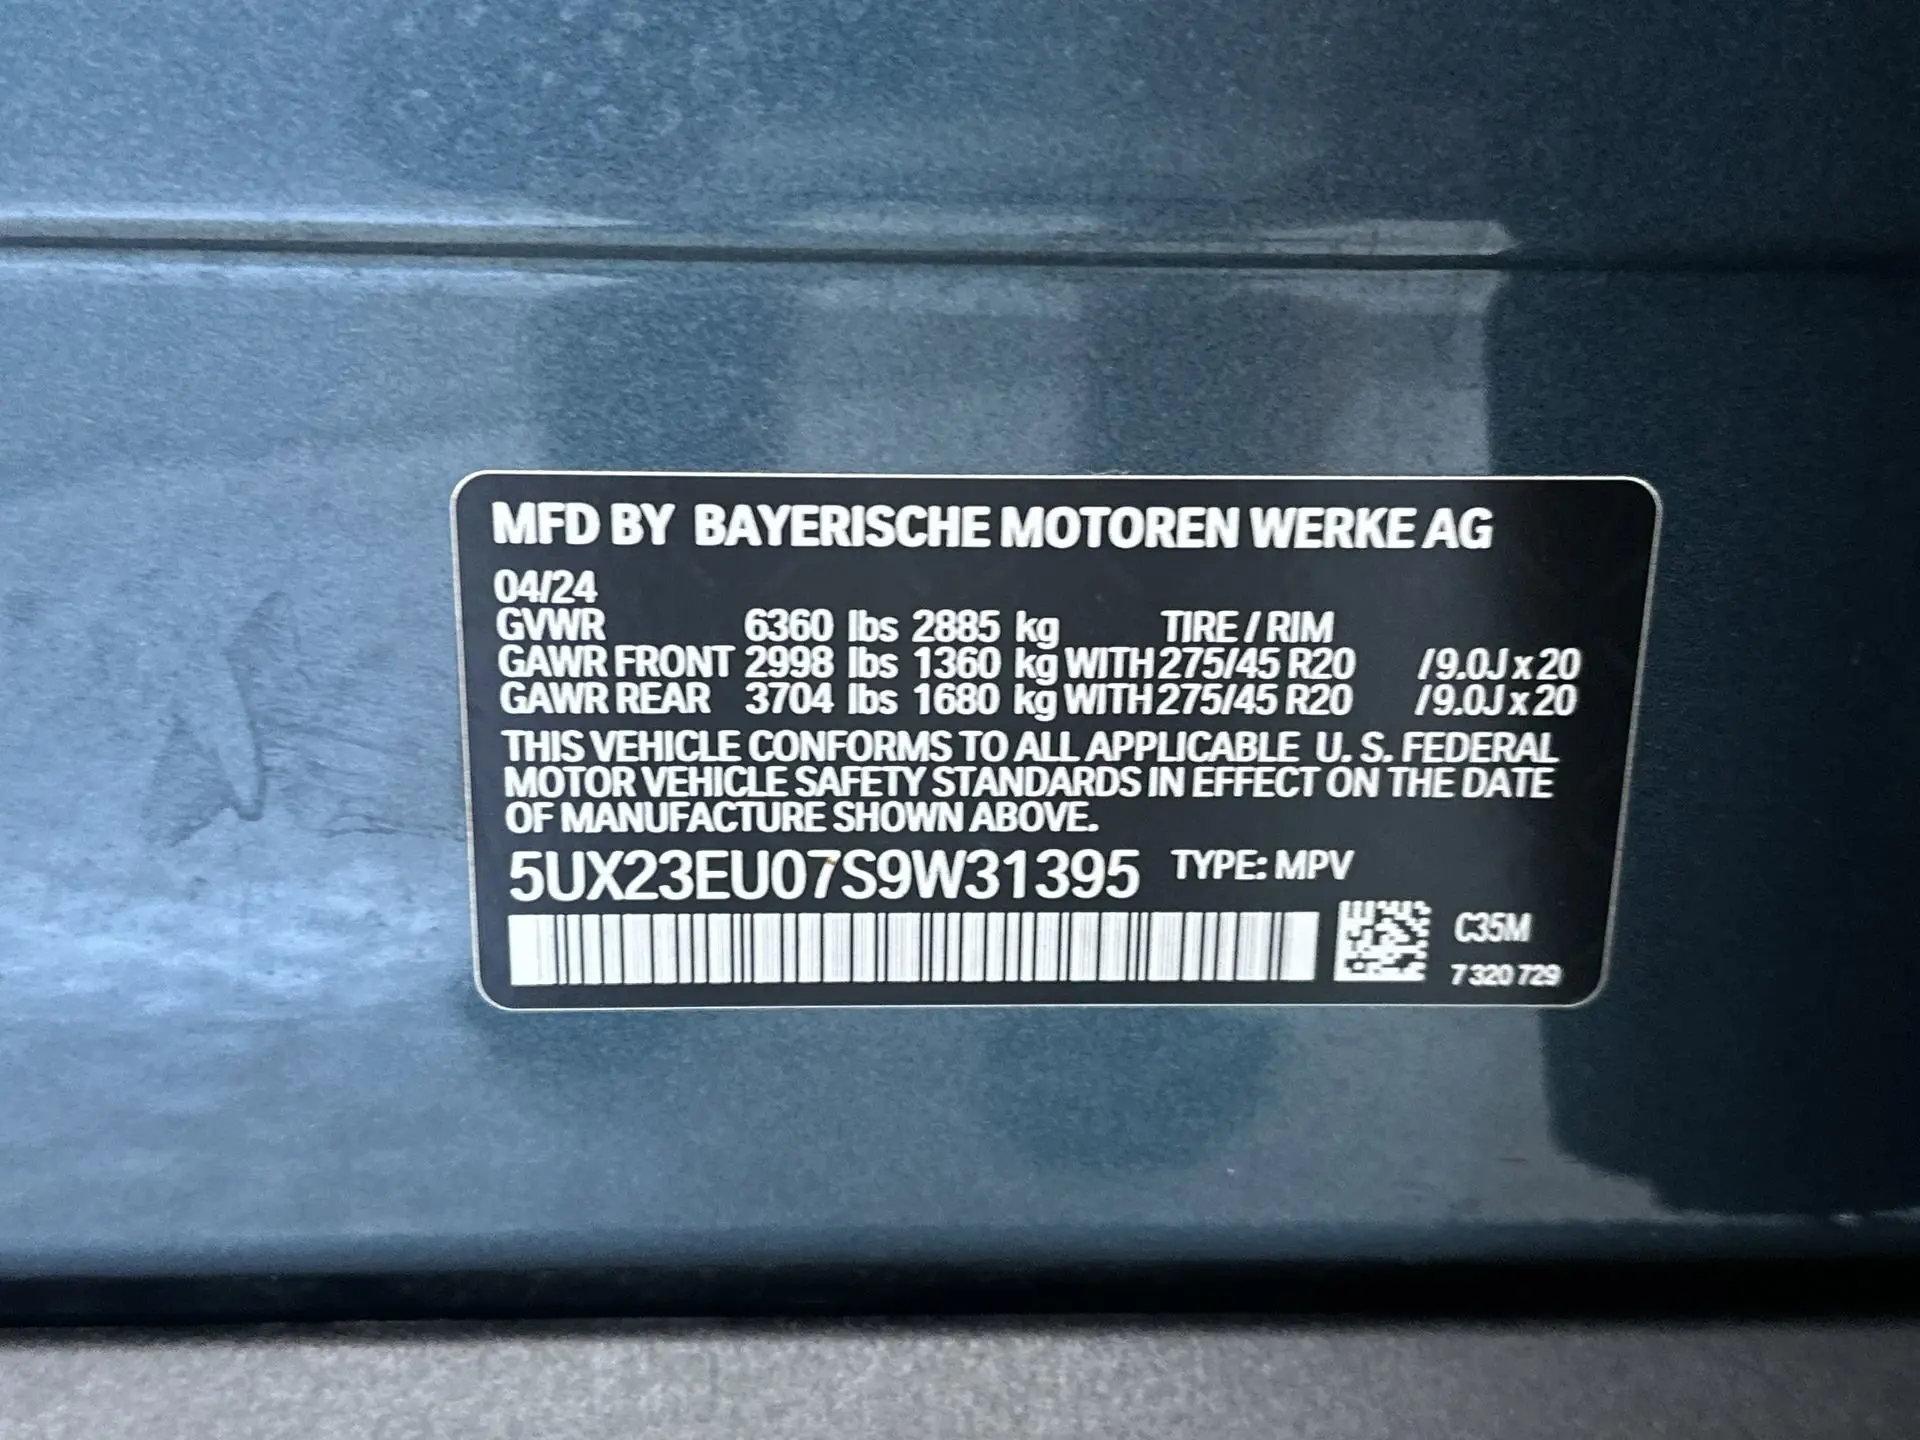 MFD BY BAYERISCHE MOTOREN WERKE AG
04/24
GVWR 6360 lbs 2885 kg TIRE / RIM
GAWR FRONT 2998 lbs 1360 kg WITH 275/45 R20 /9.0J x 20
GAWR REAR 3704 lbs 1680 kg WITH 275/45 R20 /9.0J x 20
THIS VEHICLE CONFORMS TO ALL APPLICABLE U. S. FEDERAL
MOTOR VEHICLE SAFETY STANDARDS IN EFFECT ON THE DATE
OF MANUFACTURE SHOWN ABOVE.
5UX23EU07S9W31395 TYPE: MPV
C35M
7 320 729